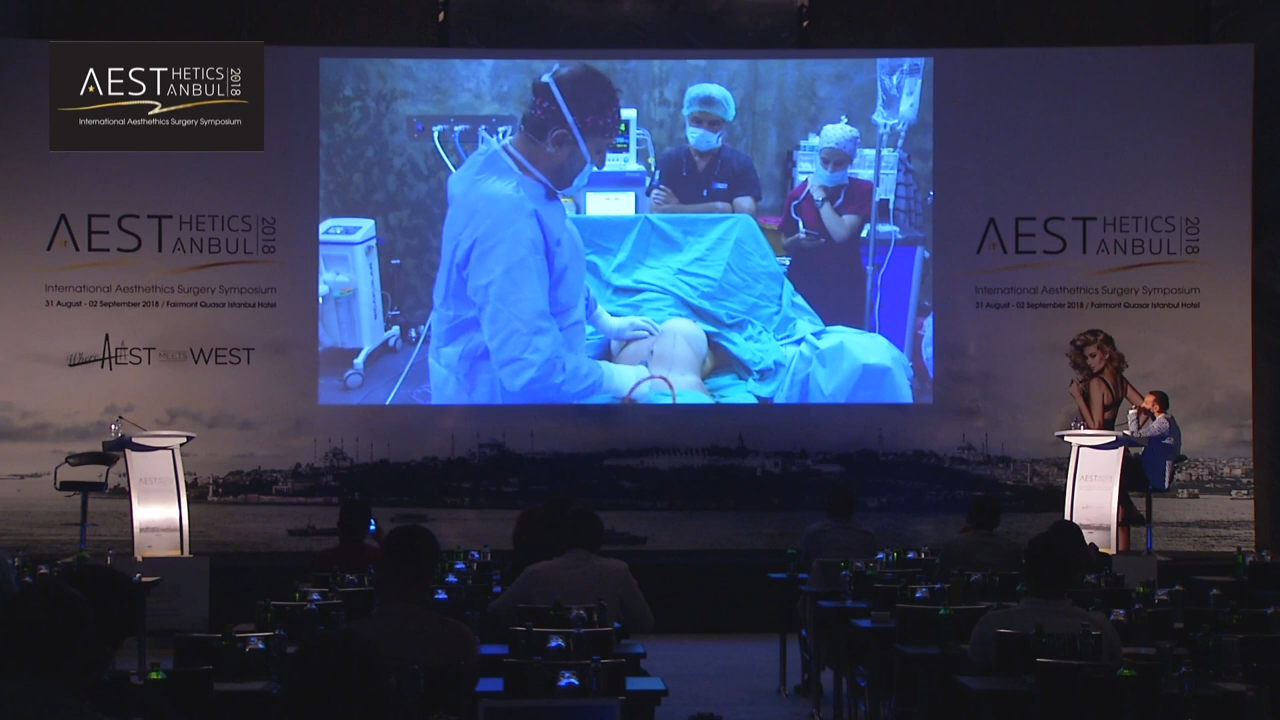 AESTHETICS
ANBUL 2018
International Aesthethics Surgery Symposium
AESTHETICS
ANBUL 2018
International Aesthethics Surgery Symposium
31 August - 02 September 2018 / Fairmont Quasar Istanbul Hotel
Where AEST MEETS WEST
AESTHETICS
ANBUL 2018
International Aesthethics Surgery Symposium
31 August - 02 September 2018 / Fairmont Quasar Istanbul Hotel